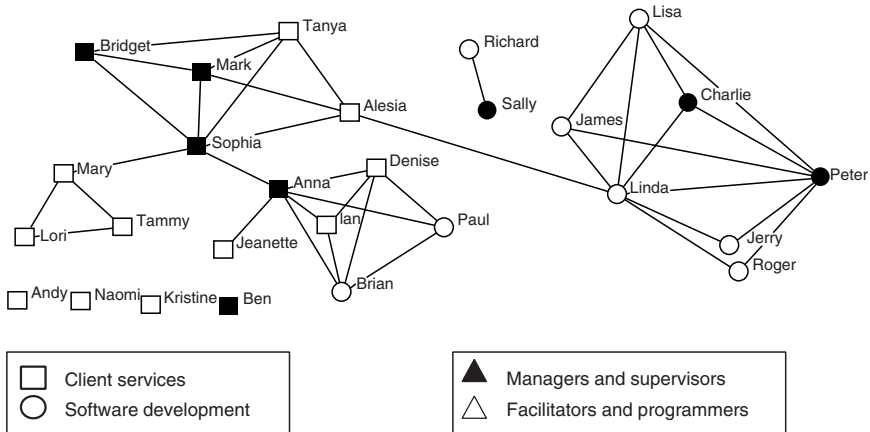 Lisa
Tanya
Bridget
Richard
Mark
Charlie
Sally
Alesia
James
Sophia
Denise
Mary
Peter
Anna
Linda
Ian
Paul
Tammy
Lori
Jeanette
Jerry
Roger
Brian
Andy Naomi Kristine Ben
Client services
Software development
Managers and supervisors
Facilitators and programmers